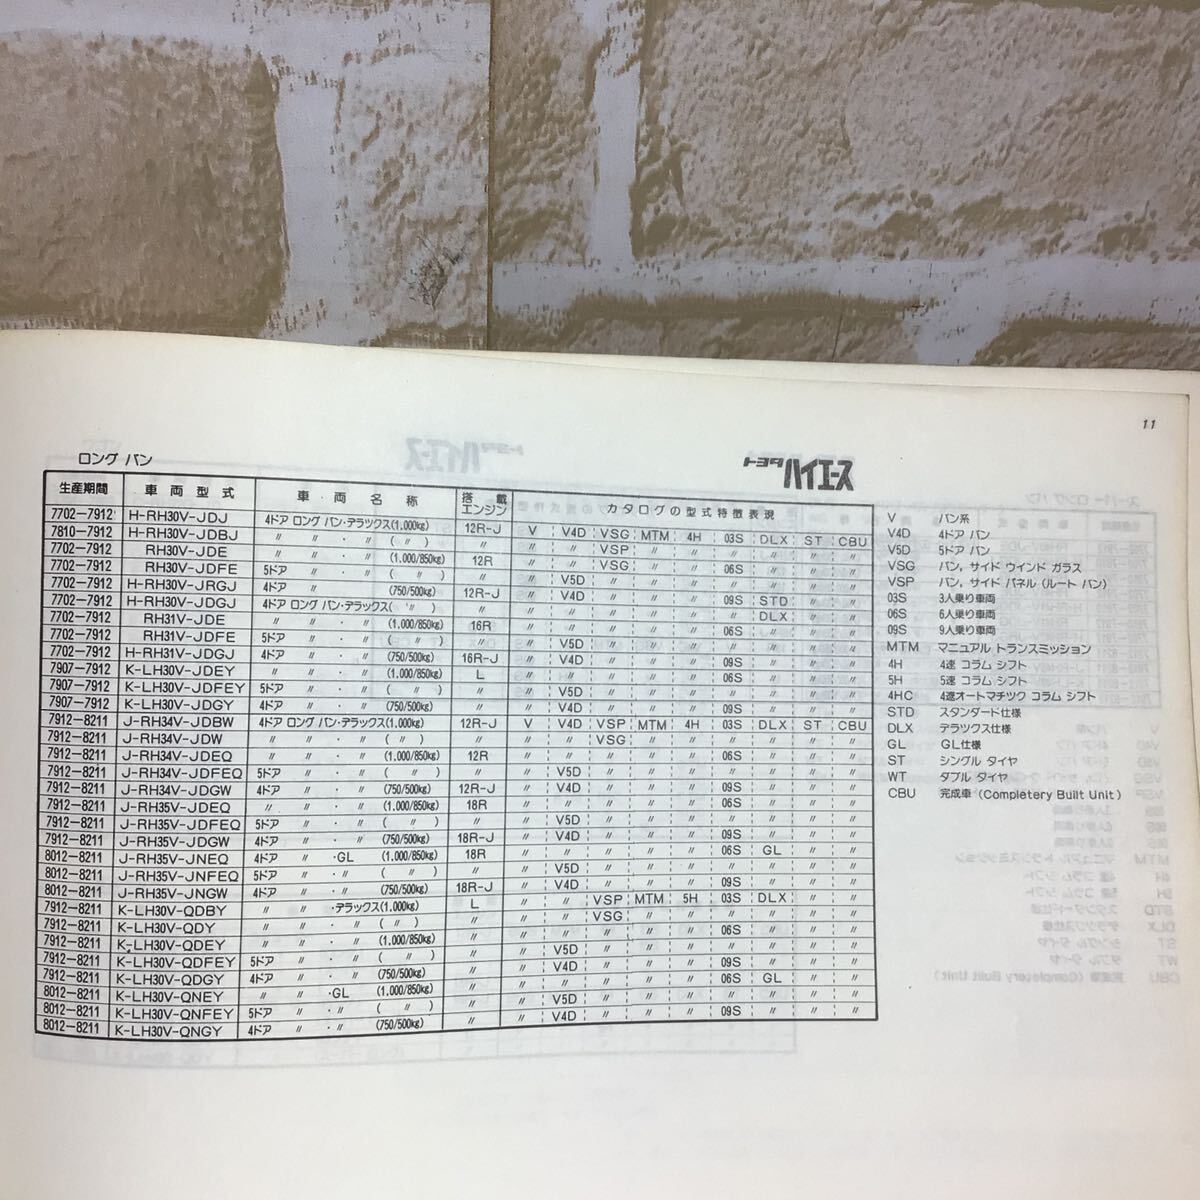 11
ロング バン
トヨタ ハイエース
生産期間 車両型式 車・両名称 搭載エンジン カタログの型式特徴表現
7702-7912 H-RH30V-JDJ 4ドア ロング バン・デラックス(1,000kg) 12R-J V V4D VSG MTM 4H 03S DLX ST CBU
7810-7912 H-RH30V-JDBJ 〃 〃 ・ 〃 ( 〃 ) 〃 〃 〃 VSP 〃 〃 〃 〃 〃 〃
7702-7912 RH30V-JDE 〃 〃 ・ 〃 (1,000/850kg) 12R 〃 〃 VSG 〃 〃 06S 〃 〃 〃
7702-7912 RH30V-JDFE 5ドア 〃 ・ 〃 ( 〃 ) 〃 〃 V5D 〃 〃 〃 〃 〃 〃 〃
7702-7912 H-RH30V-JRGJ 4ドア 〃 (750/500kg) 12R-J 〃 V4D 〃 〃 〃 09S STD 〃 〃
7702-7912 H-RH30V-JDGJ 4ドア ロング バン・デラックス( 〃 ) 〃 〃 〃 〃 〃 〃 〃 DLX 〃 〃
7702-7912 RH31V-JDE 〃 〃 ・ 〃 (1,000/850kg) 16R 〃 〃 〃 〃 〃 06S 〃 〃 〃
7702-7912 RH31V-JDFE 5ドア 〃 ・ 〃 ( 〃 ) 〃 〃 V5D 〃 〃 〃 〃 〃 〃 〃
7702-7912 H-RH31V-JDGJ 4ドア 〃 ・ 〃 (750/500kg) 16R-J 〃 V4D 〃 〃 〃 09S 〃 〃 〃
7907-7912 K-LH30V-JDEY 〃 〃 ・ 〃 (1,000/850kg) L 〃 〃 〃 〃 〃 06S 〃 〃 〃
7907-7912 K-LH30V-JDFEY 5ドア 〃 ・ 〃 ( 〃 ) 〃 〃 V5D 〃 〃 〃 〃 〃 〃 〃
7907-7912 K-LH30V-JDGY 4ドア 〃 ・ 〃 (750/500kg) 〃 〃 V4D 〃 〃 〃 09S 〃 〃 〃
7912-8211 J-RH34V-JDBW 4ドア ロング バン・デラックス(1,000kg) 12R-J V V4D VSP MTM 4H 03S DLX ST CBU
7912-8211 J-RH34V-JDW 〃 〃 ・ 〃 ( 〃 ) 〃 〃 〃 VSG 〃 〃 〃 〃 〃 〃
7912-8211 J-RH34V-JDEQ 〃 〃 ・ 〃 (1,000/850kg) 12R 〃 〃 〃 〃 〃 06S 〃 〃 〃
7912-8211 J-RH34V-JDFEQ 5ドア 〃 ・ 〃 ( 〃 ) 〃 〃 V5D 〃 〃 〃 〃 〃 〃 〃
7912-8211 J-RH34V-JDGW 4ドア 〃 ・ 〃 (750/500kg) 12R-J 〃 V4D 〃 〃 〃 09S 〃 〃 〃
7912-8211 J-RH35V-JDEQ 〃 〃 ・ 〃 (1,000/850kg) 18R 〃 〃 〃 〃 〃 06S 〃 〃 〃
7912-8211 J-RH35V-JDFEQ 5ドア 〃 ・ 〃 ( 〃 ) 〃 〃 V5D 〃 〃 〃 〃 〃 〃 〃
7912-8211 J-RH35V-JDGW 4ドア 〃 ・ 〃 (750/500kg) 18R-J 〃 V4D 〃 〃 〃 09S 〃 〃 〃
8012-8211 J-RH35V-JNEQ 4ドア 〃 ・GL (1,000/850kg) 18R 〃 〃 〃 〃 〃 06S GL 〃 〃
8012-8211 J-RH35V-JNFEQ 5ドア 〃 ・〃 ( 〃 ) 〃 〃 V5D 〃 〃 〃 〃 〃 〃 〃
8012-8211 J-RH35V-JNGW 4ドア 〃 ・〃 (750/500kg) 18R-J 〃 V4D 〃 〃 〃 09S 〃 〃 〃
7912-8211 K-LH30V-QDBY 〃 〃 ・デラックス(1,000kg) L 〃 〃 VSP MTM 5H 03S DLX 〃 〃
7912-8211 K-LH30V-QDY 〃 〃 ・ 〃 ( 〃 ) 〃 〃 〃 VSG 〃 〃 〃 〃 〃 〃
7912-8211 K-LH30V-QDEY 〃 〃 ・ 〃 (1,000/850kg) 〃 〃 〃 〃 〃 〃 06S 〃 〃 〃
7912-8211 K-LH30V-QDFEY 5ドア 〃 ・ 〃 ( 〃 ) 〃 〃 V5D 〃 〃 〃 〃 〃 〃 〃
7912-8211 K-LH30V-QDGY 4ドア 〃 ・ 〃 (750/500kg) 〃 〃 V4D 〃 〃 〃 09S 〃 〃 〃
8012-8211 K-LH30V-QNEY 〃 〃 ・GL (1,000/850kg) 〃 〃 〃 〃 〃 〃 06S GL 〃 〃
8012-8211 K-LH30V-QNFEY 5ドア 〃 ・〃 ( 〃 ) 〃 〃 V5D 〃 〃 〃 〃 〃 〃 〃
8012-8211 K-LH30V-QNGY 4ドア 〃 ・〃 (750/500kg) 〃 〃 V4D 〃 〃 〃 09S 〃 〃 〃
V バン系
V4D 4ドア バン
V5D 5ドア バン
VSG バン, サイド ウインド ガラス
VSP バン, サイド パネル (ルート バン)
03S 3人乗り車両
06S 6人乗り車両
09S 9人乗り車両
MTM マニュアル トランスミッション
4H 4速 コラム シフト
5H 5速 コラム シフト
4HC 4速オートマチック コラム シフト
STD スタンダード仕様
DLX デラックス仕様
GL GL仕様
ST シングル タイヤ
WT ダブル タイヤ
CBU 完成車 (Completery Built Unit)